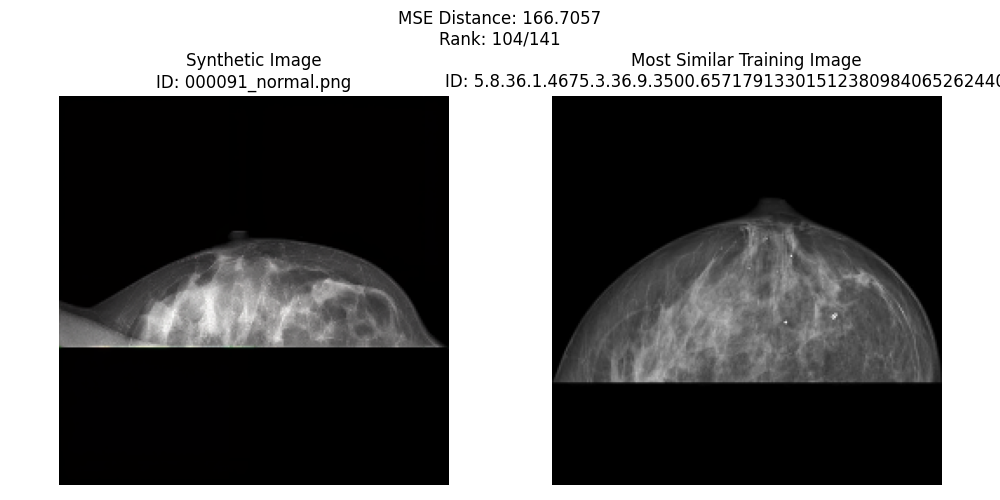 MSE Distance: 166.7057
Rank: 104/141
Synthetic Image
ID: 000091_normal.png
Most Similar Training Image
ID: 5.8.36.1.4675.3.36.9.3500.6571791330151238098406526244